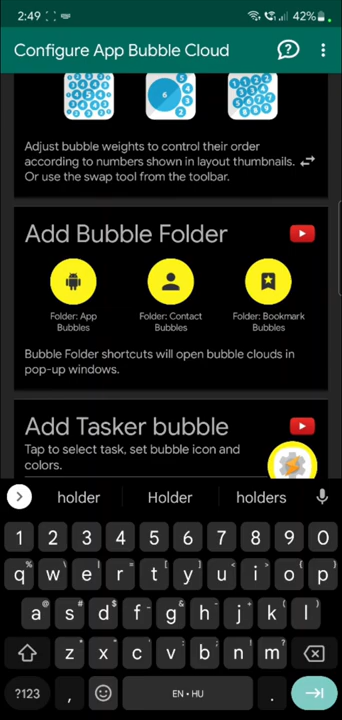 2:49 42%
Configure App Bubble Cloud
Adjust bubble weights to control their order
according to numbers shown in layout thumbnails.
Or use the swap tool from the toolbar.
Add Bubble Folder
Folder: App
Bubbles
Folder: Contact
Bubbles
Folder: Bookmark
Bubbles
Bubble Folder shortcuts will open bubble clouds in
pop-up windows.
Add Tasker bubble
Tap to select task, set bubble icon and
colors.
holder Holder holders
1 2 3 4 5 6 7 8 9 0
q w e r t y u i o p
a s d f g h j k l
z x c v b n m
?123 , EN • HU .